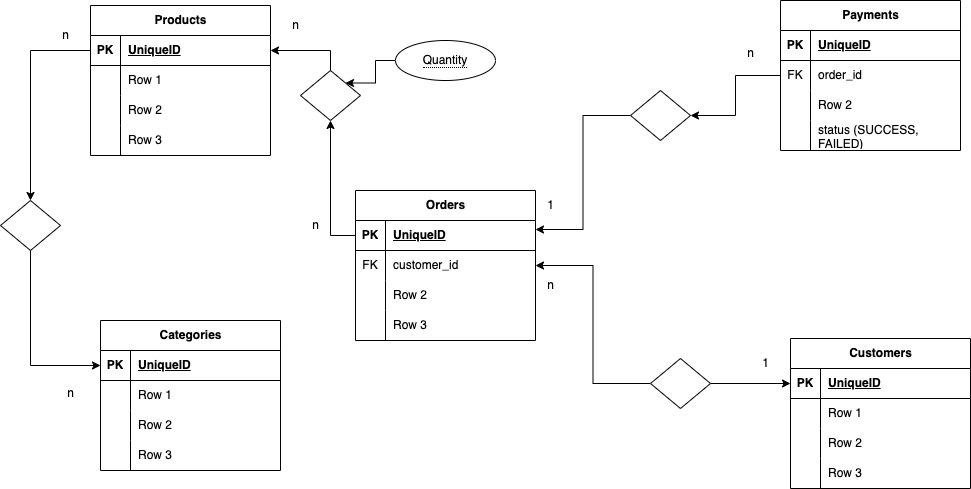 Products
PK UniqueID
Row 1
Row 2
Row 3
n
n
Quantity
Payments
PK UniqueID
FK order_id
Row 2
status (SUCCESS,
FAILED)
n
Orders
PK UniqueID
FK customer_id
Row 2
Row 3
n
1
n
Categories
PK UniqueID
Row 1
Row 2
Row 3
n
Customers
PK UniqueID
Row 1
Row 2
Row 3
1